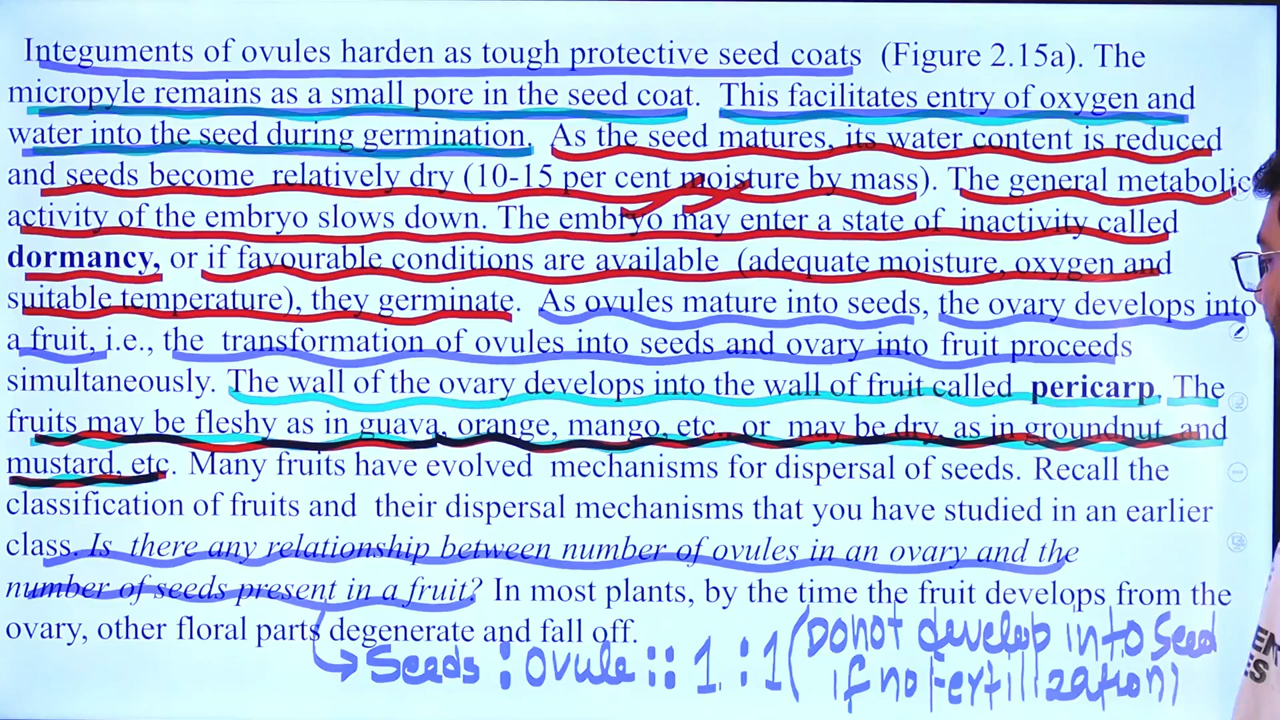 Integuments of ovules harden as tough protective seed coats (Figure 2.15a). The
micropyle remains as a small pore in the seed coat. This facilitates entry of oxygen and
water into the seed during germination. As the seed matures, its water content is reduced
and seeds become relatively dry (10-15 per cent moisture by mass). The general metabolic
activity of the embryo slows down. The embryo may enter a state of inactivity called
dormancy, or if favourable conditions are available (adequate moisture, oxygen and
suitable temperature), they germinate. As ovules mature into seeds, the ovary develops into
a fruit, i.e., the transformation of ovules into seeds and ovary into fruit proceeds
simultaneously. The wall of the ovary develops into the wall of fruit called pericarp. The
fruits may be fleshy as in guava, orange, mango, etc., or may be dry, as in groundnut, and
mustard, etc. Many fruits have evolved mechanisms for dispersal of seeds. Recall the
classification of fruits and their dispersal mechanisms that you have studied in an earlier
class. Is there any relationship between number of ovules in an ovary and the
number of seeds present in a fruit? In most plants, by the time the fruit develops from the
ovary, other floral parts degenerate and fall off.
Seeds : Ovule :: 1 : 1 (Do not develop into seed
if no Fertilization)